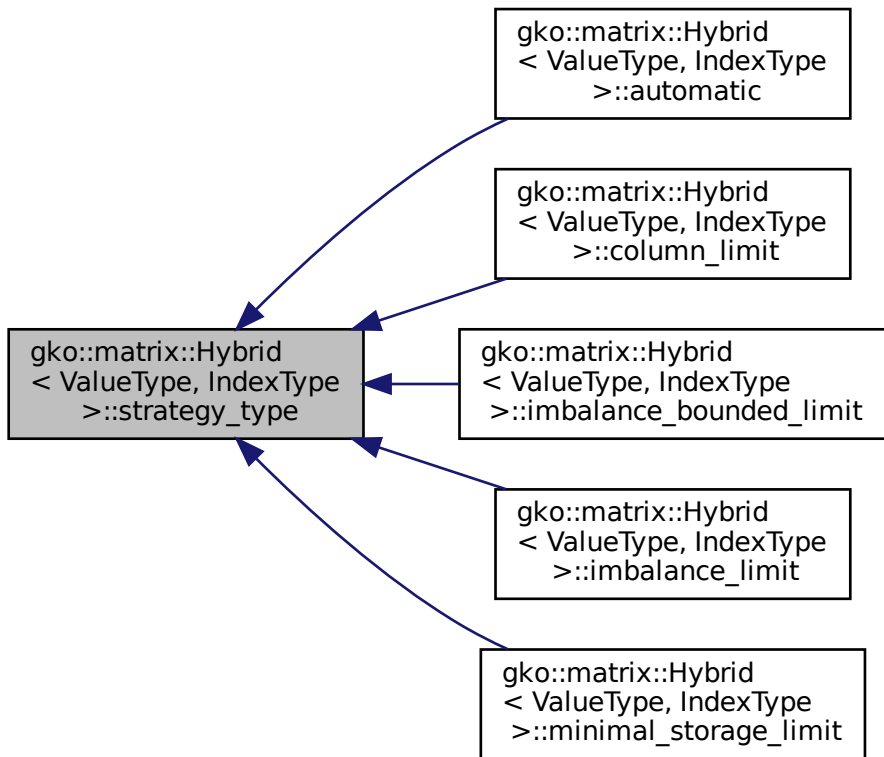 gko::matrix::Hybrid
< ValueType, IndexType
>::automatic
gko::matrix::Hybrid
< ValueType, IndexType
>::column_limit
gko::matrix::Hybrid
< ValueType, IndexType
>::strategy_type
gko::matrix::Hybrid
< ValueType, IndexType
>::imbalance_bounded_limit
gko::matrix::Hybrid
< ValueType, IndexType
>::imbalance_limit
gko::matrix::Hybrid
< ValueType, IndexType
>::minimal_storage_limit